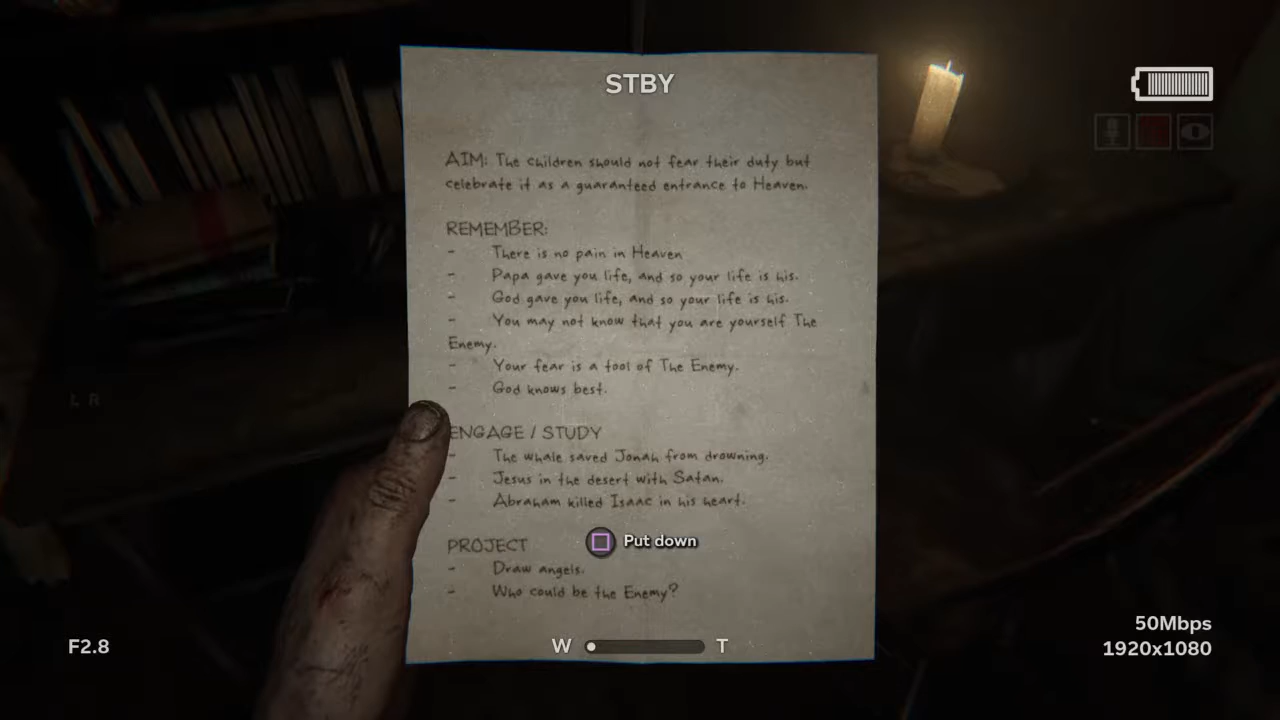 STBY
AIM: The children should not fear their duty but
celebrate it as a guaranteed entrance to Heaven.
REMEMBER:
- There is no pain in Heaven
- Papa gave you life, and so your life is his.
- God gave you life, and so your life is his.
- You may not know that you are yourself The
Enemy.
- Your fear is a tool of The Enemy.
- God knows best.
L R
ENGAGE / STUDY
- The whale saved Jonah from drowning.
- Jesus in the desert with Satan.
- Abraham killed Isaac in his heart.
PROJECT
Put down
- Draw angels.
- Who could be the Enemy?
F2.8
W T
50Mbps
1920x1080